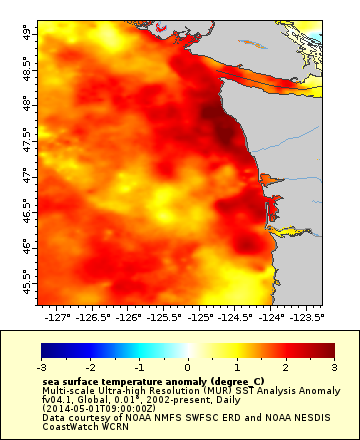 49°
48.5°
48°
47.5°
47°
46.5°
46°
45.5°
-127° -126.5° -126° -125.5° -125° -124.5° -124° -123.5°
-3 -2 -1 0 1 2 3
sea surface temperature anomaly (degree_C)
Multi-scale Ultra-high Resolution (MUR) SST Analysis Anomaly
fv04.1, Global, 0.01°, 2002-present, Daily
(2014-05-01T09:00:00Z)
Data courtesy of NOAA NMFS SWFSC ERD and NOAA NESDIS
CoastWatch WCRN